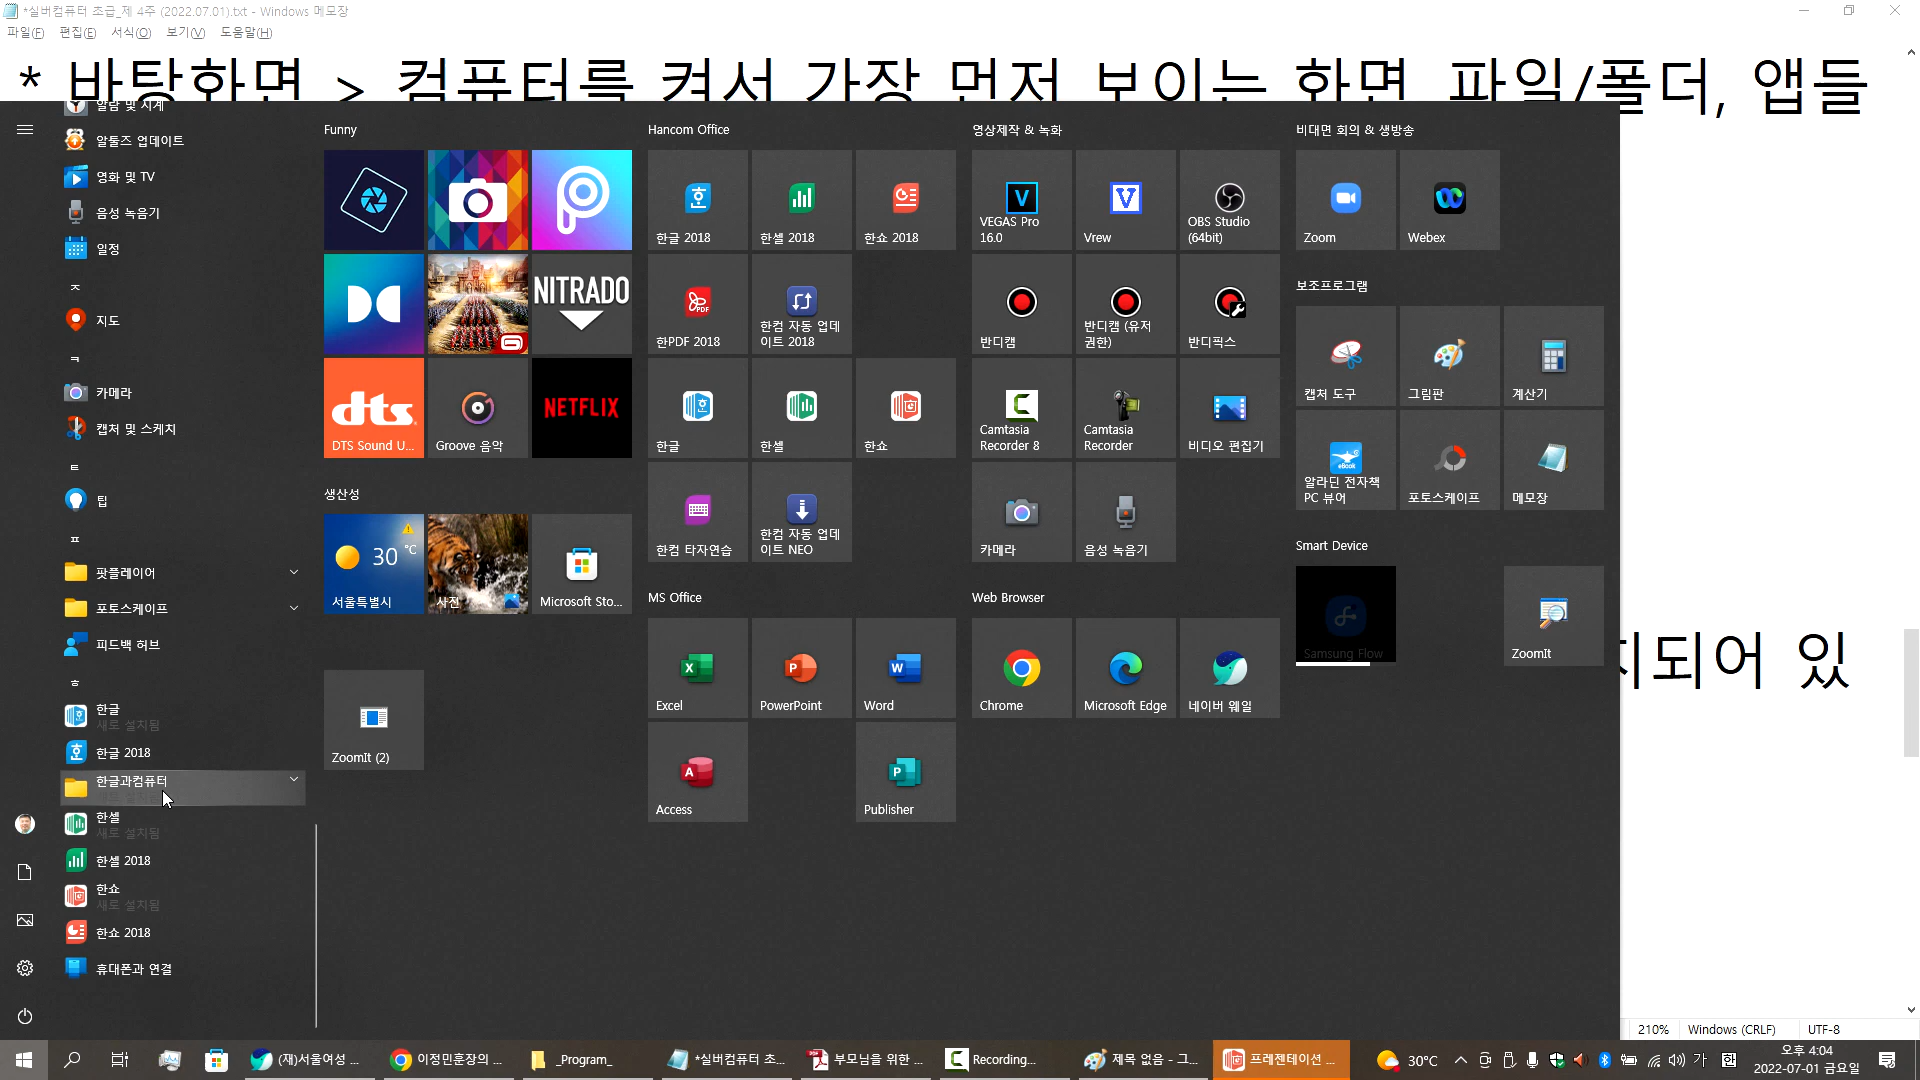 *실버컴퓨터 초급_제 4주 (2022.07.01).txt - Windows 메모장
파일(F) 편집(E) 서식(O) 보기(V) 도움말(H)
* 바탕화면 > 컴퓨터를 켜서 가장 먼저 보이는 화면, 파일/폴더, 앱들
알람 및 시계
알툴즈 업데이트
영화 및 TV
음성 녹음기
일정
ㅈ
지도
ㅋ
카메라
캡처 및 스케치
ㅌ
팁
ㅍ
팟플레이어
포토스케이프
피드백 허브
ㅎ
한글
새로 설치됨
한글 2018
한글과컴퓨터
한셀
새로 설치됨
한셀 2018
한쇼
새로 설치됨
한쇼 2018
휴대폰과 연결
Funny
NITRADO
dts
DTS Sound U...
Groove 음악
NETFLIX
생산성
30 °C
서울특별시
사진
Microsoft Sto...
ZoomIt (2)
Hancom Office
한글 2018
한셀 2018
한쇼 2018
PDF
한PDF 2018
한컴 자동 업데
이트 2018
한글
한셀
한쇼
한컴 타자연습
한컴 자동 업데
이트 NEO
MS Office
Excel
PowerPoint
Word
Access
Publisher
영상제작 & 녹화
VEGAS Pro
16.0
Vrew
OBS Studio
(64bit)
반디캠
반디캠 (유저
권한)
반디픽스
Camtasia
Recorder 8
Camtasia
Recorder
비디오 편집기
카메라
음성 녹음기
Web Browser
Chrome
Microsoft Edge
네이버 웨일
비대면 회의 & 생방송
Zoom
Webex
보조프로그램
캡처 도구
그림판
계산기
eBook
알라딘 전자책
PC 뷰어
포토스케이프
메모장
Smart Device
Samsung Flow
ZoomIt
지되어 있
210% Windows (CRLF) UTF-8
(재)서울여성 ...
이정민훈장의 ...
_Program_
*실버컴퓨터 초...
부모님을 위한 ...
Recording...
제목 없음 - 그...
프레젠테이션 ...
30°C
가
한
오후 4:04
2022-07-01 금요일